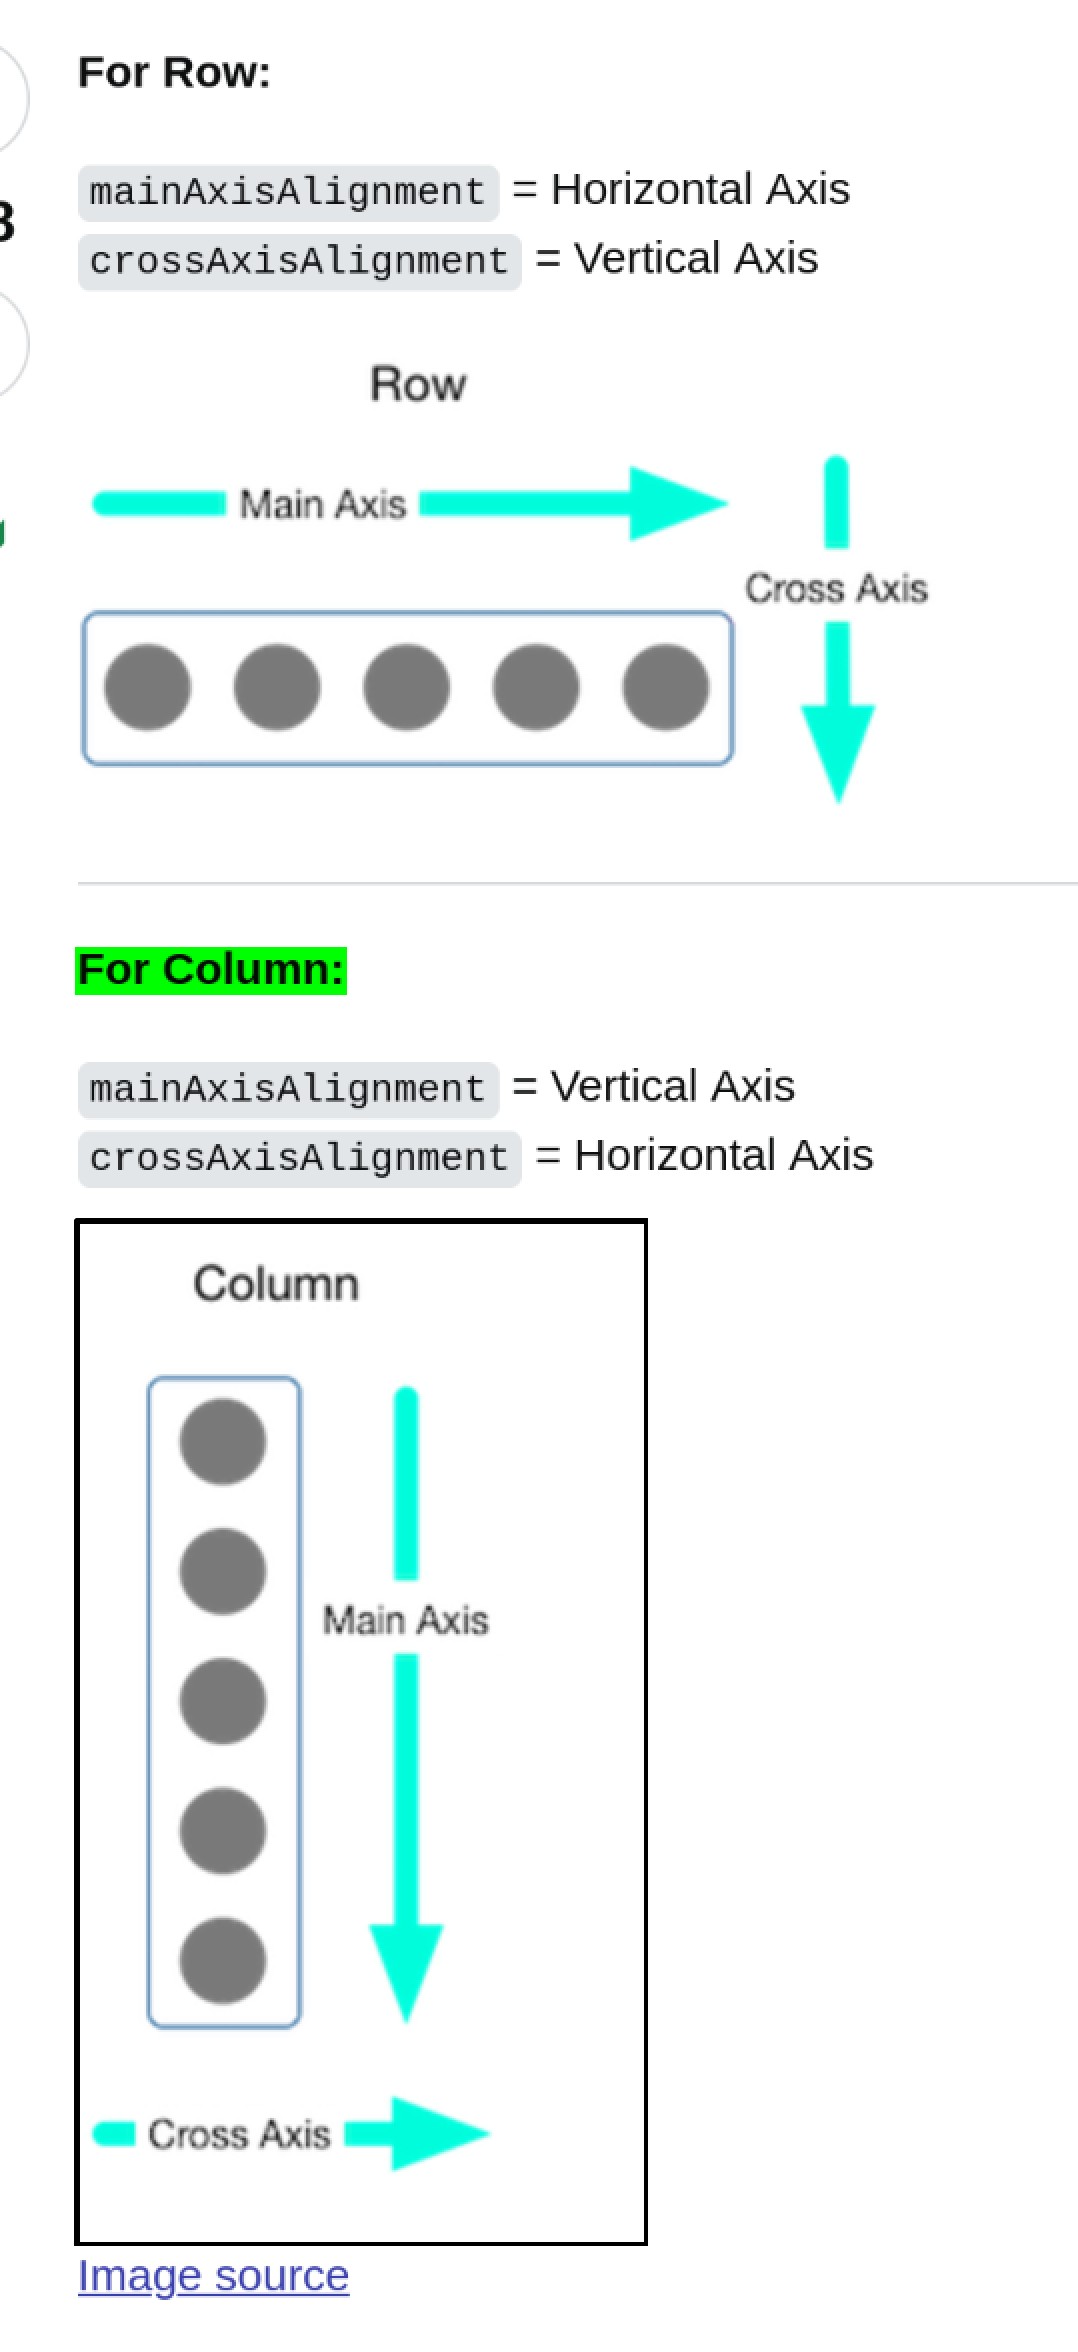 For Row:
mainAxisAlignment = Horizontal Axis
crossAxisAlignment = Vertical Axis
Row
Main Axis
Cross Axis
For Column:
mainAxisAlignment = Vertical Axis
crossAxisAlignment = Horizontal Axis
Column
Main Axis
Cross Axis
Image source